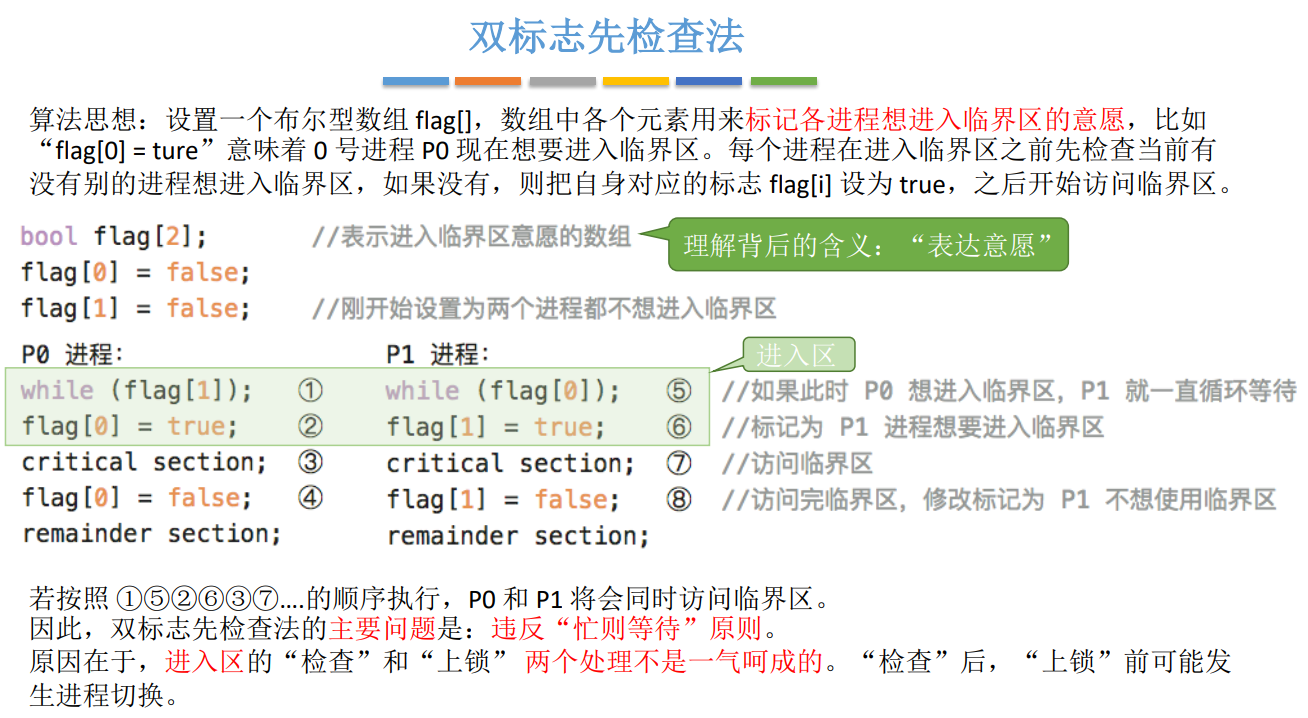 双标志先检查法
算法思想：设置一个布尔型数组 flag[]，数组中各个元素用来标记各进程想进入临界区的意愿，比如
“flag[0] = ture”意味着 0 号进程 P0 现在想要进入临界区。每个进程在进入临界区之前先检查当前有
没有别的进程想进入临界区，如果没有，则把自身对应的标志 flag[i] 设为 true，之后开始访问临界区。
bool flag[2]; //表示进入临界区意愿的数组
理解背后的含义：“表达意愿”
flag[0] = false;
flag[1] = false; //刚开始设置为两个进程都不想进入临界区
P0 进程： P1 进程： 进入区
while (flag[1]); ① while (flag[0]); ⑤ //如果此时 P0 想进入临界区，P1 就一直循环等待
flag[0] = true; ② flag[1] = true; ⑥ //标记为 P1 进程想要进入临界区
critical section; ③ critical section; ⑦ //访问临界区
flag[0] = false; ④ flag[1] = false; ⑧ //访问完临界区，修改标记为 P1 不想使用临界区
remainder section; remainder section;
若按照 ①⑤②⑥③⑦….的顺序执行，P0 和 P1 将会同时访问临界区。
因此，双标志先检查法的主要问题是：违反“忙则等待”原则。
原因在于，进入区的“检查”和“上锁” 两个处理不是一气呵成的。“检查”后，“上锁”前可能发
生进程切换。